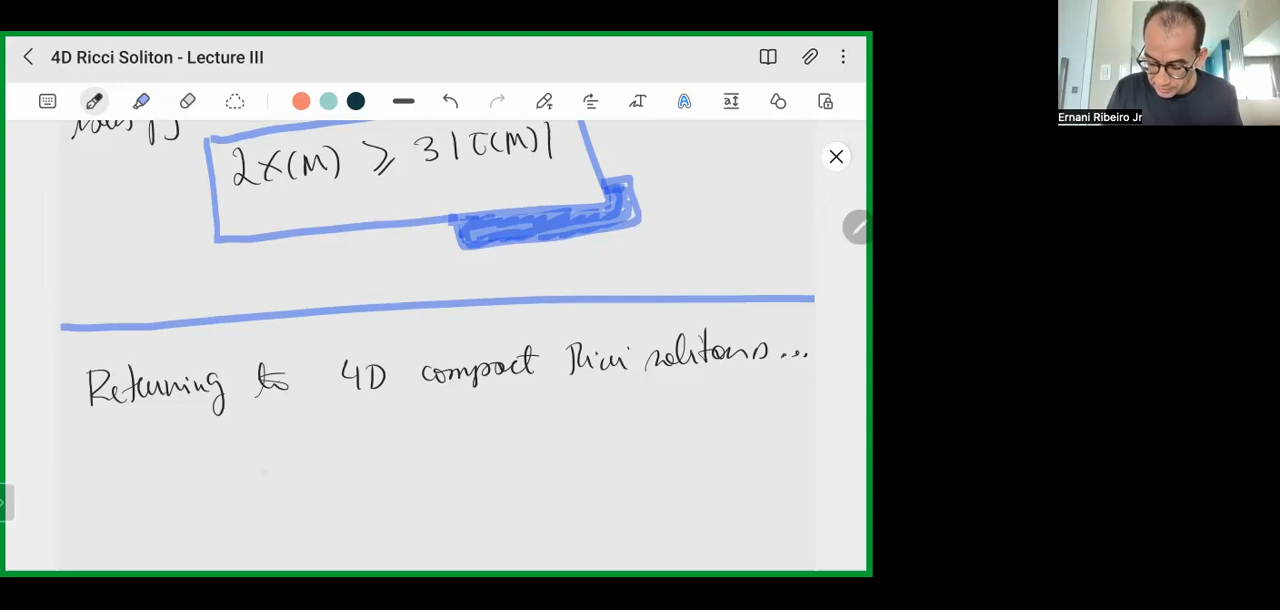 4D Ricci Soliton - Lecture III
Ernani Ribeiro Jr
2χ(M) ≥ 3|τ(M)|
Returning to 4D compact Ricci solitons...